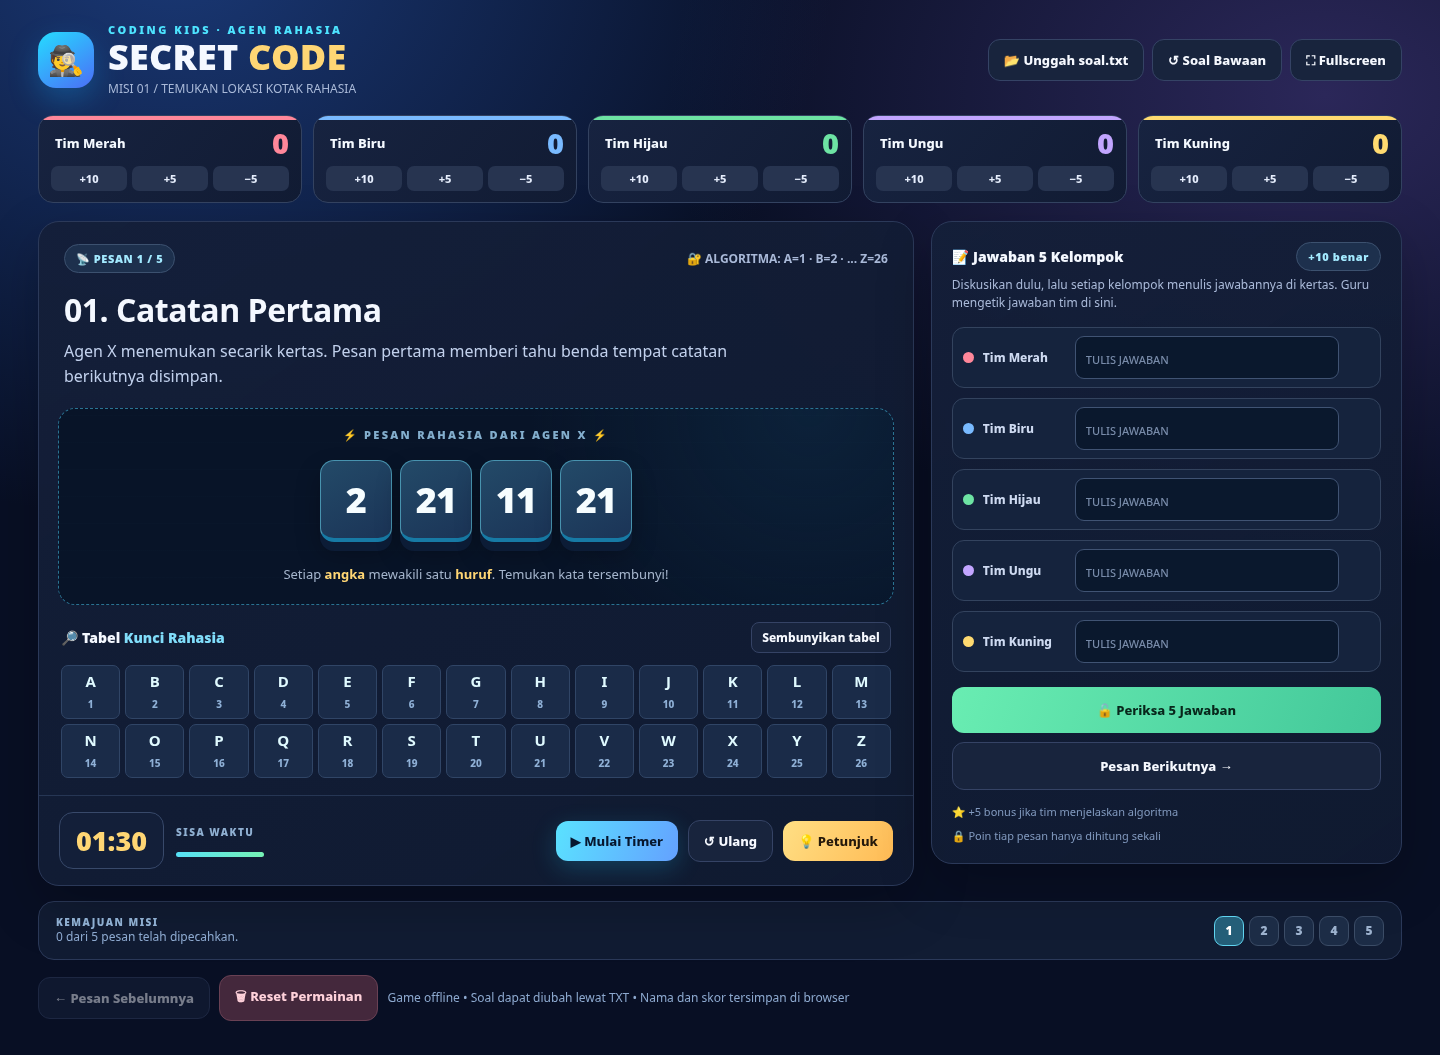 CODING KIDS · AGEN RAHASIA
SECRET CODE
MISI 01 / TEMUKAN LOKASI KOTAK RAHASIA
📂 Unggah soal.txt
↺ Soal Bawaan
⛶ Fullscreen
Tim Merah 0
+10 +5 −5
Tim Biru 0
+10 +5 −5
Tim Hijau 0
+10 +5 −5
Tim Ungu 0
+10 +5 −5
Tim Kuning 0
+10 +5 −5
📡 PESAN 1 / 5
🔐 ALGORITMA: A=1 · B=2 · ... Z=26
01. Catatan Pertama
Agen X menemukan secarik kertas. Pesan pertama memberi tahu benda tempat catatan
berikutnya disimpan.
⚡ PESAN RAHASIA DARI AGEN X ⚡
2 21 11 21
Setiap angka mewakili satu huruf. Temukan kata tersembunyi!
🔎 Tabel Kunci Rahasia
Sembunyikan tabel
A B C D E F G H I J K L M
1 2 3 4 5 6 7 8 9 10 11 12 13
N O P Q R S T U V W X Y Z
14 15 16 17 18 19 20 21 22 23 24 25 26
01:30
SISA WAKTU
▶ Mulai Timer
↺ Ulang
💡 Petunjuk
📝 Jawaban 5 Kelompok
+10 benar
Diskusikan dulu, lalu setiap kelompok menulis jawabannya di kertas. Guru
mengetik jawaban tim di sini.
Tim Merah TULIS JAWABAN
Tim Biru TULIS JAWABAN
Tim Hijau TULIS JAWABAN
Tim Ungu TULIS JAWABAN
Tim Kuning TULIS JAWABAN
🔓 Periksa 5 Jawaban
Pesan Berikutnya →
⭐ +5 bonus jika tim menjelaskan algoritma
🔒 Poin tiap pesan hanya dihitung sekali
KEMAJUAN MISI
0 dari 5 pesan telah dipecahkan.
1 2 3 4 5
← Pesan Sebelumnya
🗑 Reset Permainan
Game offline • Soal dapat diubah lewat TXT • Nama dan skor tersimpan di browser